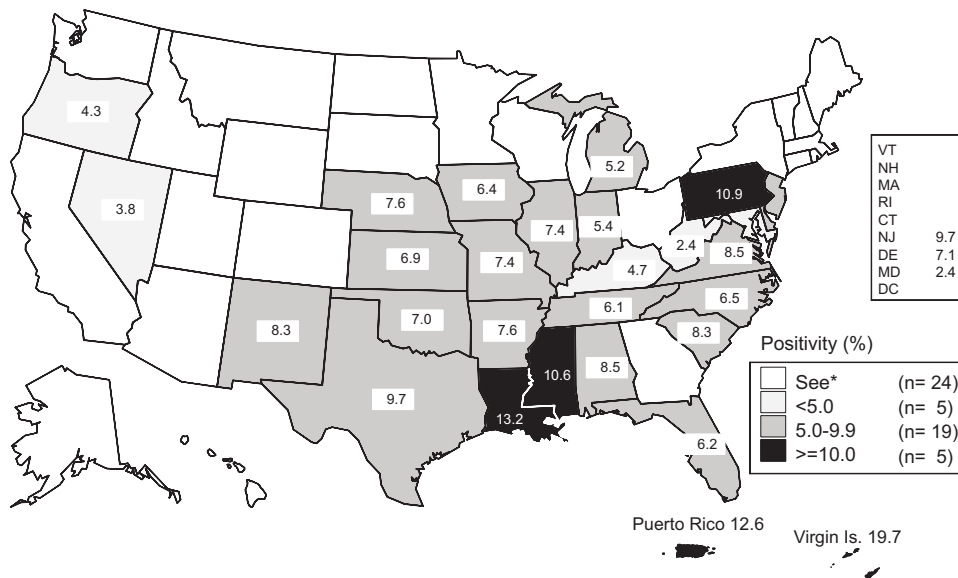 4.3
3.8
8.3
7.6
6.9
7.0
9.7
6.4
7.4
7.6
13.2
10.6
7.4
5.4
5.2
4.7
6.1
8.5
6.2
10.9
2.4
8.5
6.5
8.3
VT
NH
MA
RI
CT
NJ 9.7
DE 7.1
MD 2.4
DC
Positivity (%)
See* (n= 24)
<5.0 (n= 5)
5.0-9.9 (n= 19)
>=10.0 (n= 5)
Puerto Rico 12.6
Virgin Is. 19.7